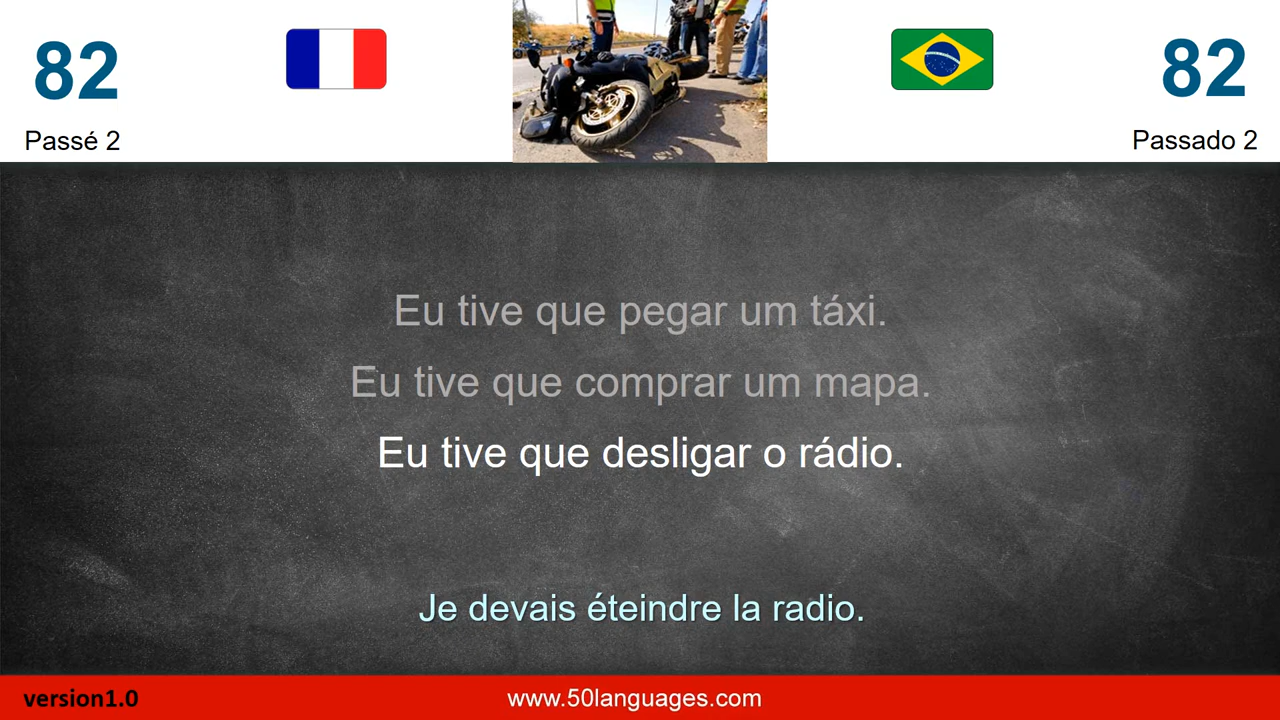 82
82
Passé 2
Passado 2
Eu tive que pegar um táxi.
Eu tive que comprar um mapa.
Eu tive que desligar o rádio.
Je devais éteindre la radio.
version1.0
www.50languages.com